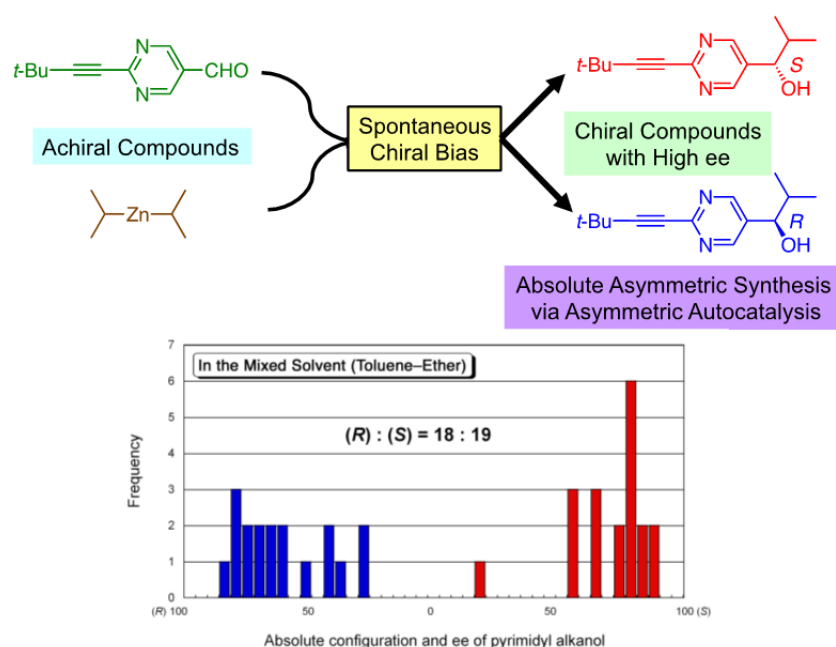 t-Bu
N
N
CHO
Achiral Compounds
Zn
Spontaneous
Chiral Bias
t-Bu
N
N
S
OH
Chiral Compounds
with High ee
t-Bu
N
N
R
OH
Absolute Asymmetric Synthesis
via Asymmetric Autocatalysis
In the Mixed Solvent (Toluene–Ether)
(R) : (S) = 18 : 19
Frequency
7
6
5
4
3
2
1
0
(R) 100 50 0 50 100 (S)
Absolute configuration and ee of pyrimidyl alkanol